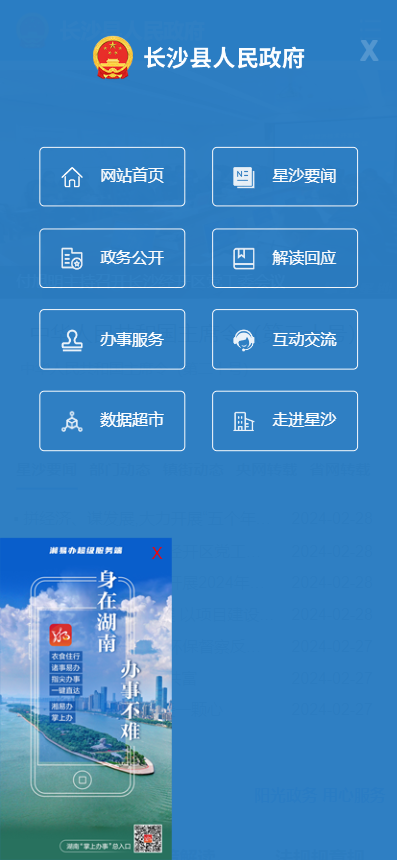 长沙县人民政府
X
网站首页
星沙要闻
政务公开
解读回应
办事服务
互动交流
数据超市
走进星沙
湘易办超级服务端
X
身在湖南
办事不难
衣食住行
诸事易办
指尖办事
一键直达
湘易办
掌上办
湖南“掌上办事”总入口